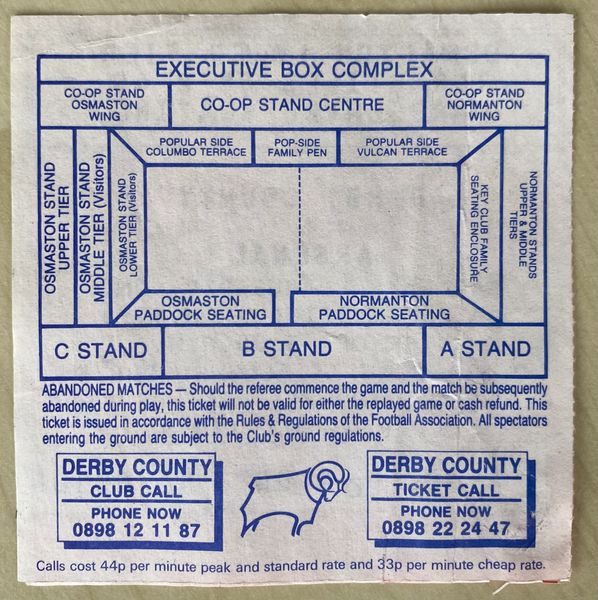 EXECUTIVE BOX COMPLEX
CO-OP STAND
OSMASTON
WING
CO-OP STAND CENTRE
CO-OP STAND
NORMANTON
WING
POPULAR SIDE
COLUMBO TERRACE
POP-SIDE
FAMILY PEN
POPULAR SIDE
VULCAN TERRACE
OSMASTON STAND
UPPER TIER
OSMASTON STAND
MIDDLE TIER (Visitors)
OSMASTON STAND
LOWER TIER (Visitors)
KEY CLUB FAMILY
SEATING ENCLOSURE
NORMANTON STANDS
UPPER & MIDDLE
TIERS
OSMASTON
PADDOCK SEATING
NORMANTON
PADDOCK SEATING
C STAND
B STAND
A STAND
ABANDONED MATCHES — Should the referee commence the game and the match be subsequently
abandoned during play, this ticket will not be valid for either the replayed game or cash refund. This
ticket is issued in accordance with the Rules & Regulations of the Football Association. All spectators
entering the ground are subject to the Club's ground regulations.
DERBY COUNTY
CLUB CALL
PHONE NOW
0898 12 11 87
DERBY COUNTY
TICKET CALL
PHONE NOW
0898 22 24 47
Calls cost 44p per minute peak and standard rate and 33p per minute cheap rate.